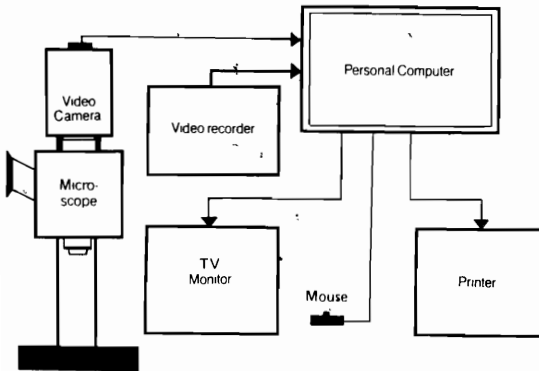 Personal Computer
Video
Camera
Video recorder
Micro-
scope
TV
Monitor
Mouse
Printer